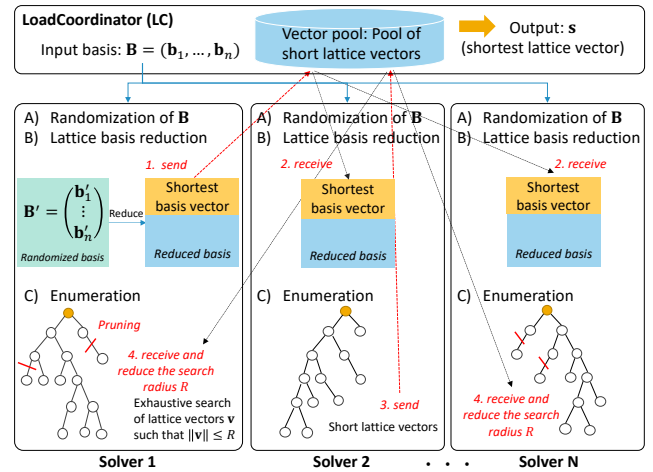 LoadCoordinator (LC)
Input basis: B = (b₁, … , bₙ)
Vector pool: Pool of
short lattice vectors
Output: s
(shortest lattice vector)
A) Randomization of B
B) Lattice basis reduction
1. send
B′ = (b′₁ ⋮ b′ₙ)
Randomized basis
Reduce
Shortest
basis vector
Reduced basis
C) Enumeration
Pruning
4. receive and
reduce the search
radius R
Exhaustive search
of lattice vectors v
such that ‖v‖ ≤ R
Solver 1
A) Randomization of B
B) Lattice basis reduction
2. receive
Shortest
basis vector
Reduced basis
C) Enumeration
3. send
Short lattice vectors
Solver 2
. . .
A) Randomization of B
B) Lattice basis reduction
2. receive
Shortest
basis vector
Reduced basis
C) Enumeration
4. receive and
reduce the search
radius R
Solver N